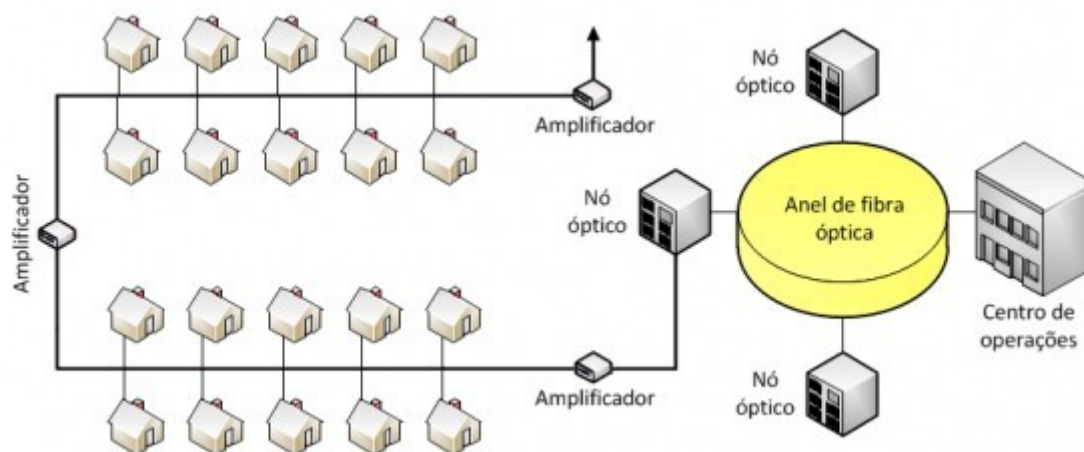 Nó
óptico
Amplificador
Amplificador
Nó
óptico
Anel de fibra
óptica
Centro de
operações
Amplificador
Nó
óptico